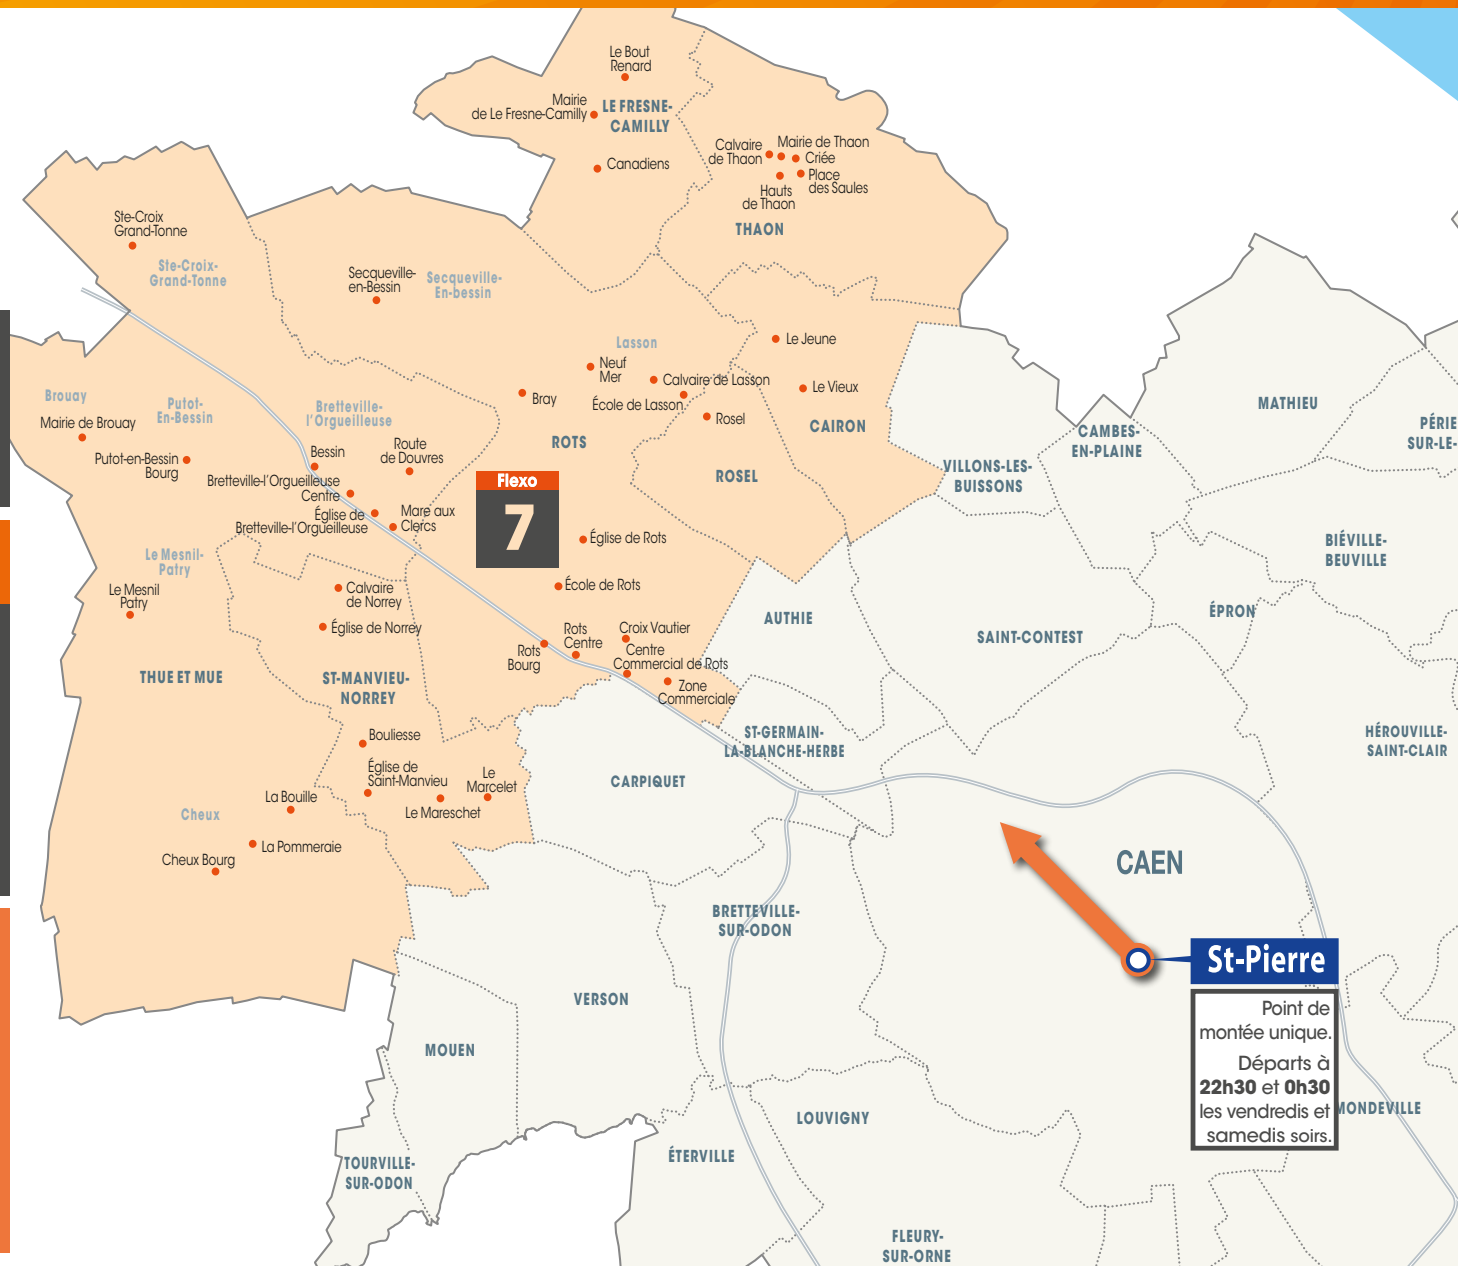 Le Bout
Renard
Mairie
de Le Fresne-Camilly
LE FRESNE-
CAMILLY
Canadiens
Calvaire
de Thaon
Mairie de Thaon
Criée
Place
des Saules
Hauts
de Thaon
THAON
Ste-Croix
Grand-Tonne
Ste-Croix-
Grand-Tonne
Secqueville-
en-Bessin
Secqueville-
En-bessin
Lasson
Le Jeune
Neuf
Mer
Calvaire de Lasson
Le Vieux
Bray
École de Lasson
Rosel
CAIRON
ROTS
ROSEL
Brouay
Mairie de Brouay
Putot-
En-Bessin
Putot-en-Bessin
Bourg
Bretteville-
l'Orgueilleuse
Bessin
Route
de Douvres
Bretteville-l'Orgueilleuse
Centre
Église de
Bretteville-l'Orgueilleuse
Mare aux
Clercs
Flexo
7
Église de Rots
École de Rots
Le Mesnil-
Patry
Le Mesnil
Patry
Calvaire
de Norrey
Église de Norrey
Rots
Bourg
Rots
Centre
Croix Vautier
Centre
Commercial de Rots
Zone
Commerciale
THUE ET MUE
ST-MANVIEU-
NORREY
Bouliesse
Église de
Saint-Manvieu
Le
Marcelet
Le Mareschet
La Bouille
Cheux
La Pommeraie
Cheux Bourg
MATHIEU
CAMBES-
EN-PLAINE
PÉRIE
SUR-LE-
VILLONS-LES-
BUISSONS
BIÉVILLE-
BEUVILLE
AUTHIE
ÉPRON
SAINT-CONTEST
ST-GERMAIN-
LA-BLANCHE-HERBE
HÉROUVILLE-
SAINT-CLAIR
CARPIQUET
CAEN
BRETTEVILLE-
SUR-ODON
St-Pierre
Point de
montée unique.
Départs à
22h30 et 0h30
les vendredis et
samedis soirs.
VERSON
MOUEN
MONDEVILLE
LOUVIGNY
ÉTERVILLE
TOURVILLE-
SUR-ODON
FLEURY-
SUR-ORNE